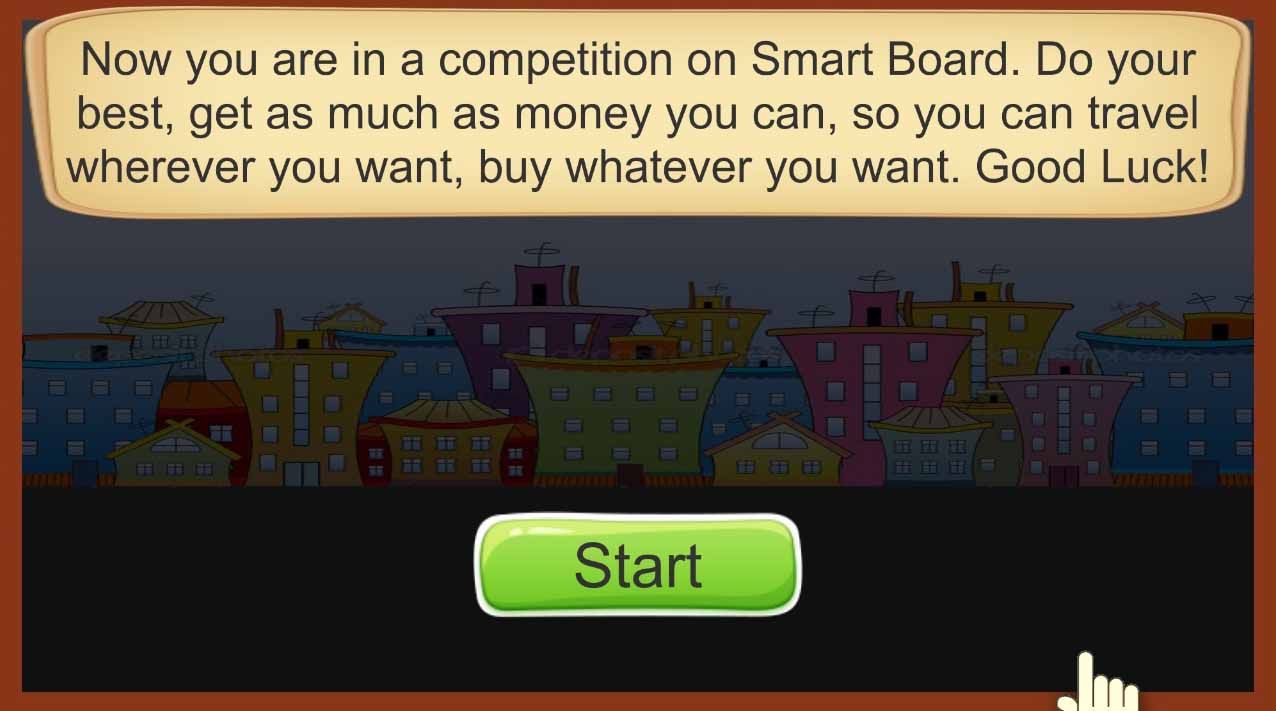 Now you are in a competition on Smart Board. Do your
best, get as much as money you can, so you can travel
wherever you want, buy whatever you want. Good Luck!
Start